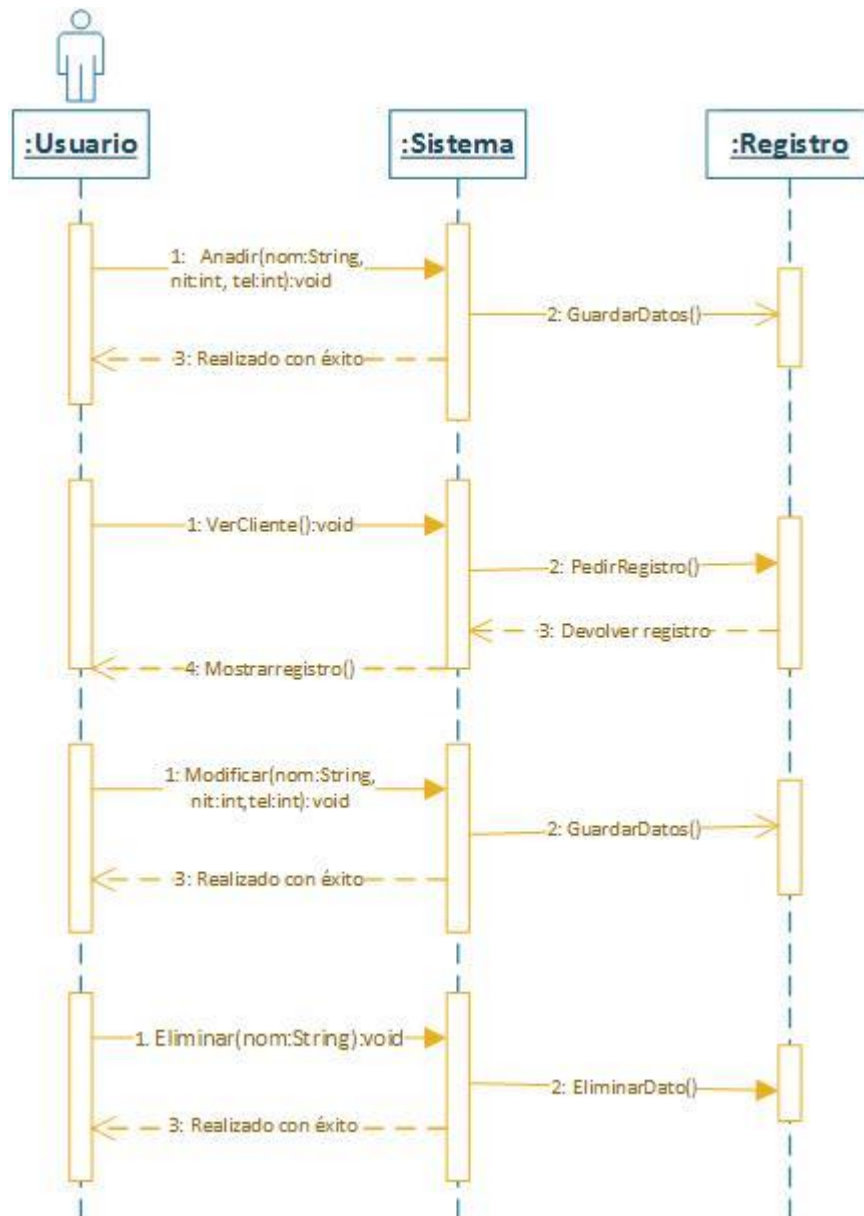 :Usuario
:Sistema
:Registro
1: Anadir(nom:String,
nit:int, tel:int):void
2: GuardarDatos()
3: Realizado con éxito
1: VerCliente():void
2: PedirRegistro()
3: Devolver registro
4: Mostrarregistro()
1: Modificar(nom:String,
nit:int,tel:int): void
2: GuardarDatos()
3: Realizado con éxito
1. Eliminar(nom:String):void
2: EliminarDato()
3: Realizado con éxito